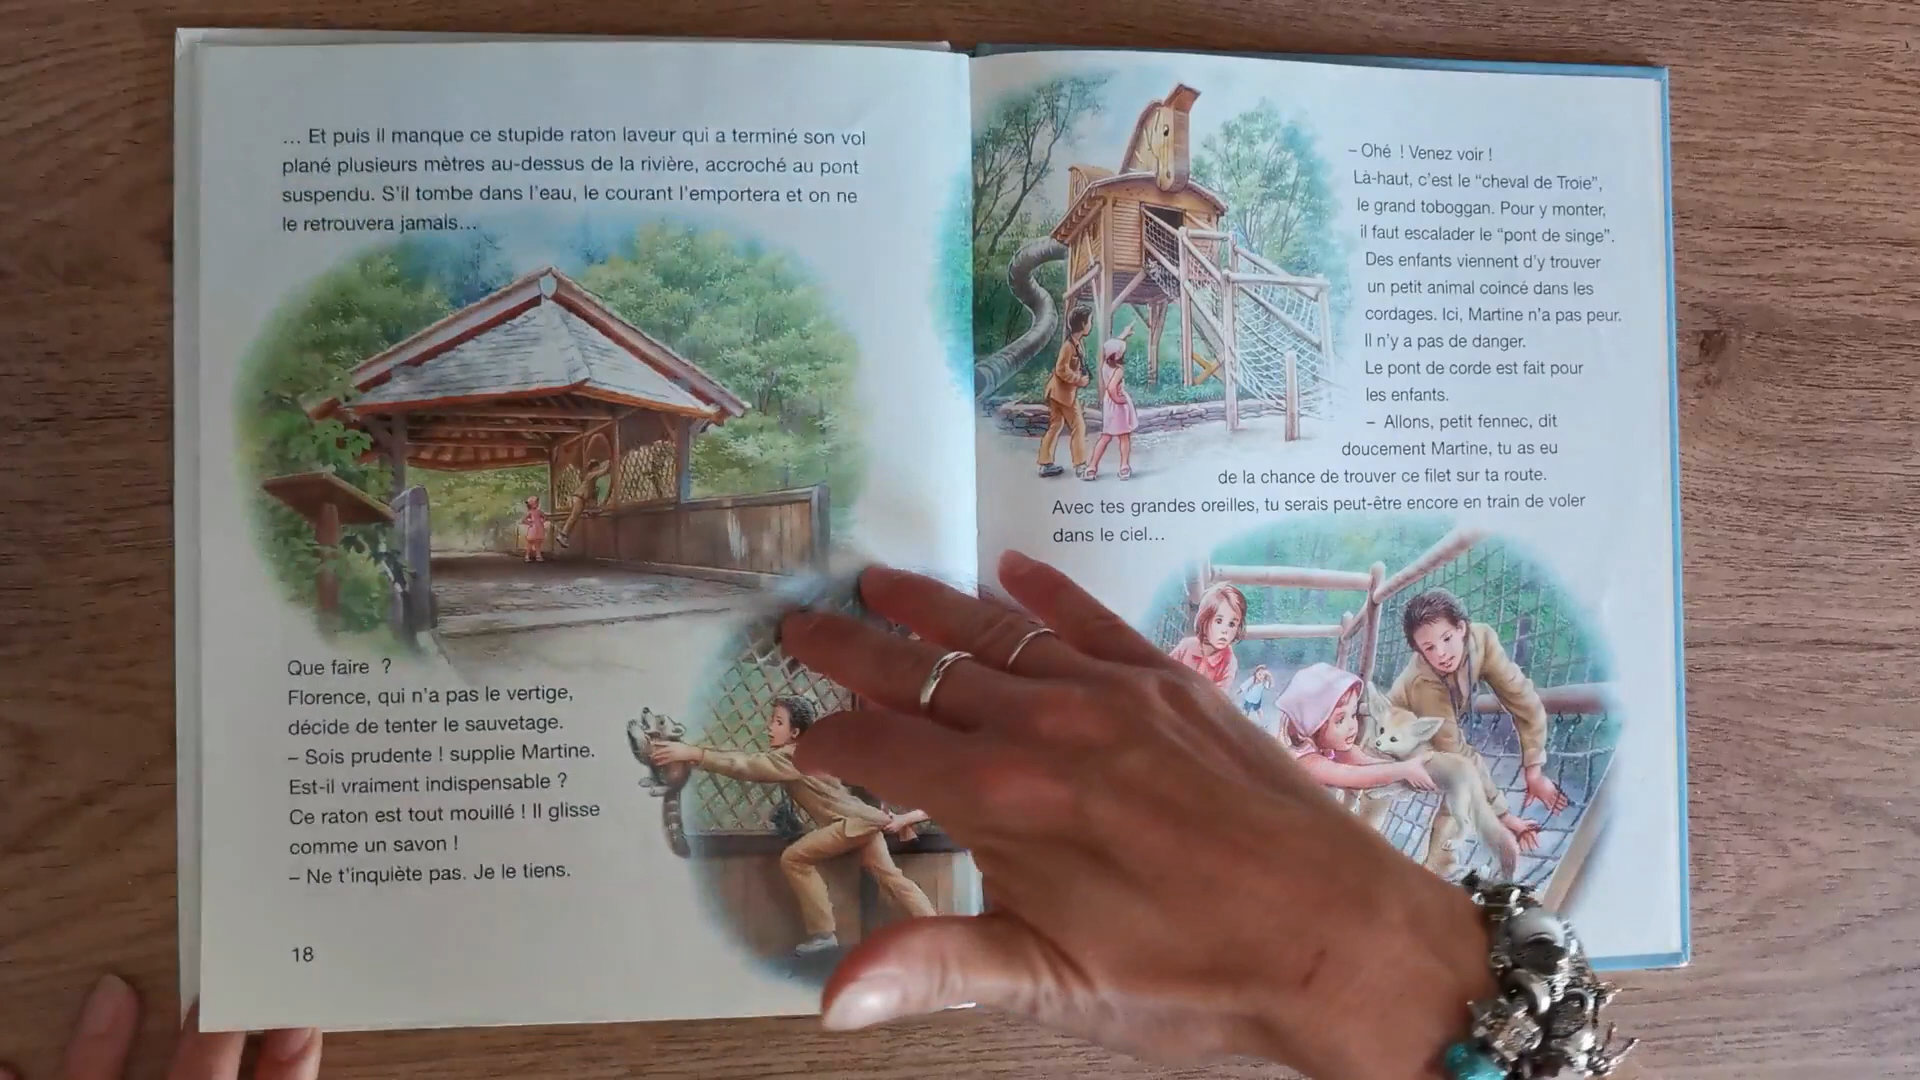 ... Et puis il manque ce stupide raton laveur qui a terminé son vol
plané plusieurs mètres au-dessus de la rivière, accroché au pont
suspendu. S'il tombe dans l'eau, le courant l'emportera et on ne
le retrouvera jamais...
Que faire ?
Florence, qui n'a pas le vertige,
décide de tenter le sauvetage.
– Sois prudente ! supplie Martine.
Est-il vraiment indispensable ?
Ce raton est tout mouillé ! Il glisse
comme un savon !
– Ne t'inquiète pas. Je le tiens.
18
– Ohé ! Venez voir !
Là-haut, c'est le "cheval de Troie",
le grand toboggan. Pour y monter,
il faut escalader le "pont de singe".
Des enfants viennent d'y trouver
un petit animal coincé dans les
cordages. Ici, Martine n'a pas peur.
Il n'y a pas de danger.
Le pont de corde est fait pour
les enfants.
– Allons, petit fennec, dit
doucement Martine, tu as eu
de la chance de trouver ce filet sur ta route.
Avec tes grandes oreilles, tu serais peut-être encore en train de voler
dans le ciel...